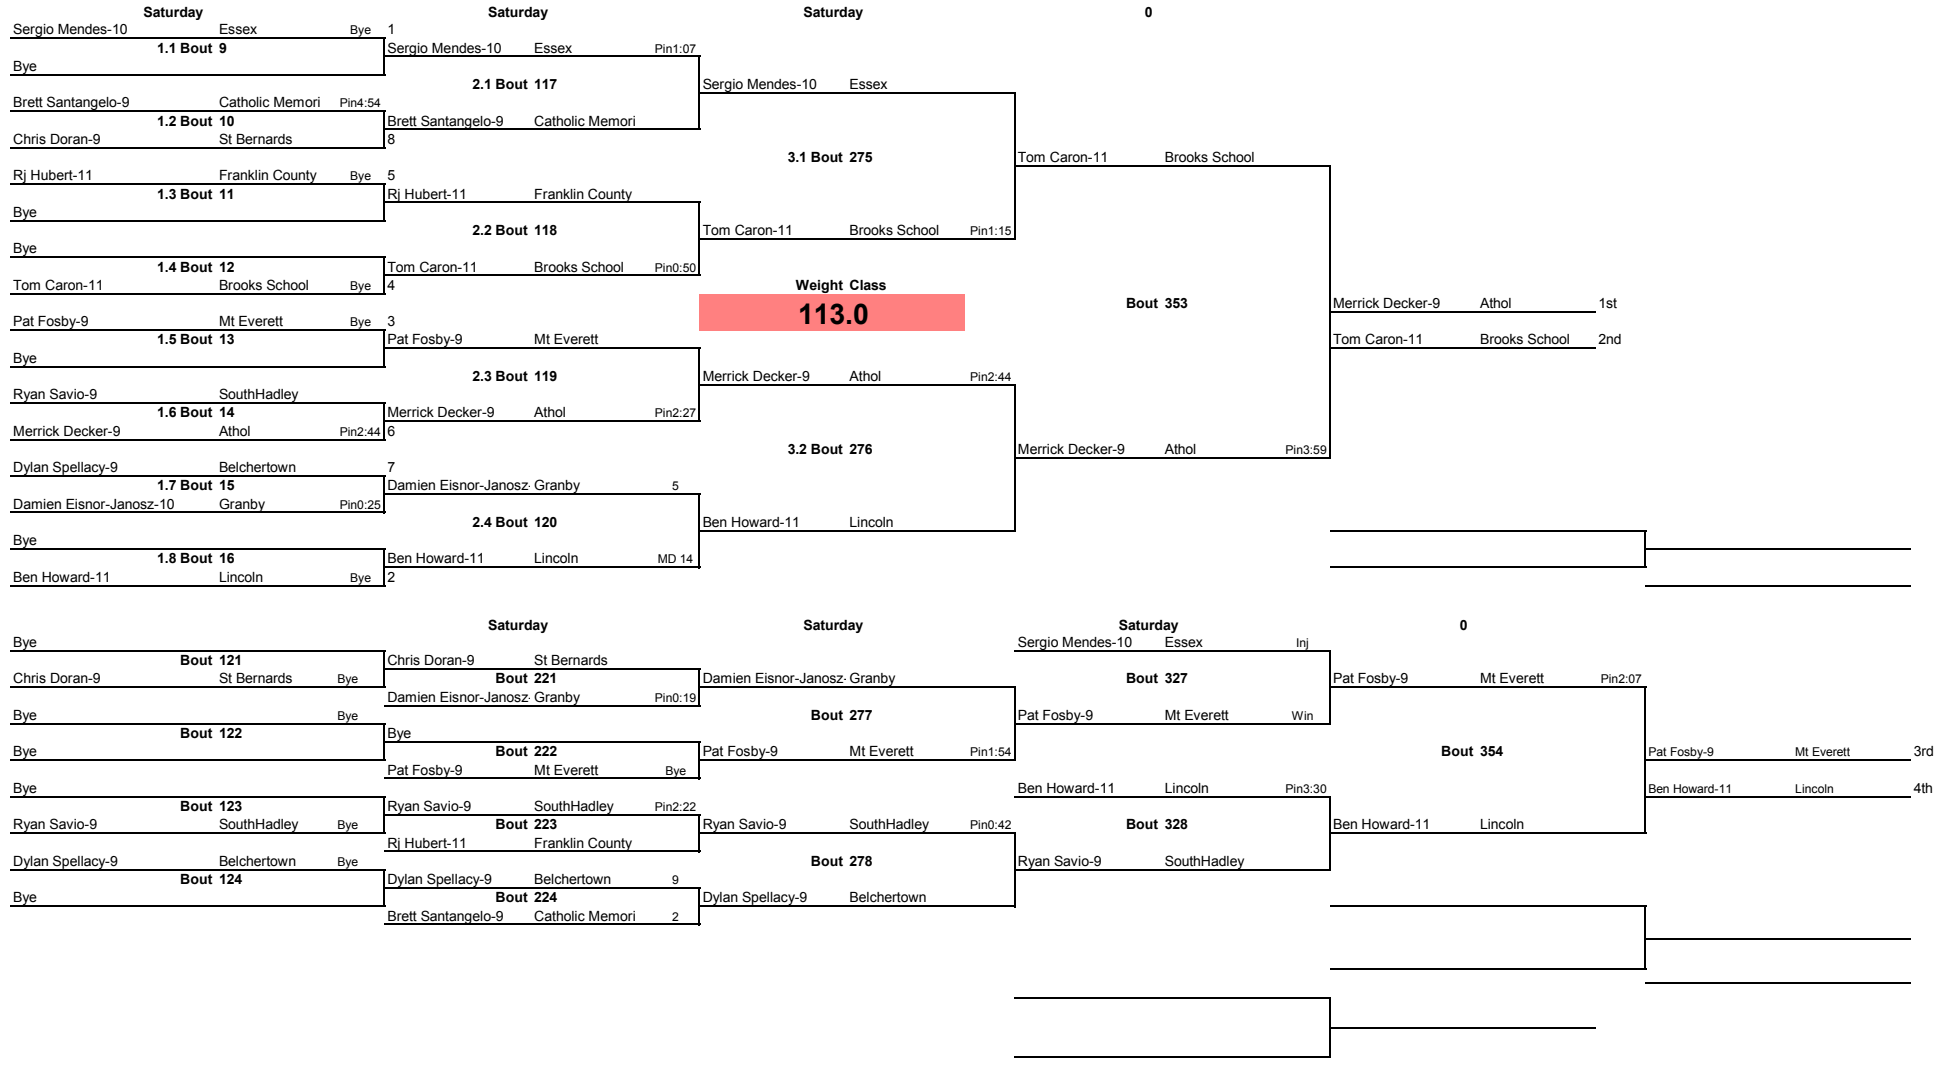 Saturday Saturday Saturday 0
Sergio Mendes-10 Essex Bye 1
1.1 Bout 9 Sergio Mendes-10 Essex Pin1:07
Bye
2.1 Bout 117 Sergio Mendes-10 Essex
Brett Santangelo-9 Catholic Memori Pin4:54
1.2 Bout 10 Brett Santangelo-9 Catholic Memori
Chris Doran-9 St Bernards 8
3.1 Bout 275 Tom Caron-11 Brooks School
Rj Hubert-11 Franklin County Bye 5
1.3 Bout 11 Rj Hubert-11 Franklin County
Bye
2.2 Bout 118 Tom Caron-11 Brooks School Pin1:15
Bye
1.4 Bout 12 Tom Caron-11 Brooks School Pin0:50
Tom Caron-11 Brooks School Bye 4 Weight Class
Bout 353 Merrick Decker-9 Athol 1st
113.0
Pat Fosby-9 Mt Everett Bye 3
1.5 Bout 13 Pat Fosby-9 Mt Everett Tom Caron-11 Brooks School 2nd
Bye
2.3 Bout 119 Merrick Decker-9 Athol Pin2:44
Ryan Savio-9 SouthHadley
1.6 Bout 14 Merrick Decker-9 Athol Pin2:27
Merrick Decker-9 Athol Pin2:44 6
3.2 Bout 276 Merrick Decker-9 Athol Pin3:59
Dylan Spellacy-9 Belchertown 7
1.7 Bout 15 Damien Eisnor-Janosz- Granby 5
Damien Eisnor-Janosz-10 Granby Pin0:25
2.4 Bout 120 Ben Howard-11 Lincoln
Bye
1.8 Bout 16 Ben Howard-11 Lincoln MD 14
Ben Howard-11 Lincoln Bye 2
Saturday Saturday Saturday 0
Bye Sergio Mendes-10 Essex Inj
Bout 121 Chris Doran-9 St Bernards
Chris Doran-9 St Bernards Bye Bout 221 Damien Eisnor-Janosz- Granby Bout 327 Pat Fosby-9 Mt Everett Pin2:07
Damien Eisnor-Janosz- Granby Pin0:19
Bye Bye Bout 277 Pat Fosby-9 Mt Everett Win
Bout 122 Bye
Bye Bout 222 Pat Fosby-9 Mt Everett Pin1:54 Bout 354 Pat Fosby-9 Mt Everett 3rd
Pat Fosby-9 Mt Everett Bye
Bye Ben Howard-11 Lincoln Pin3:30 Ben Howard-11 Lincoln 4th
Bout 123 Ryan Savio-9 SouthHadley Pin2:22
Ryan Savio-9 SouthHadley Bye Bout 223 Ryan Savio-9 SouthHadley Pin0:42 Bout 328 Ben Howard-11 Lincoln
Rj Hubert-11 Franklin County
Dylan Spellacy-9 Belchertown Bye Bout 278 Ryan Savio-9 SouthHadley
Bout 124 Dylan Spellacy-9 Belchertown 9
Bye Bout 224 Dylan Spellacy-9 Belchertown
Brett Santangelo-9 Catholic Memori 2